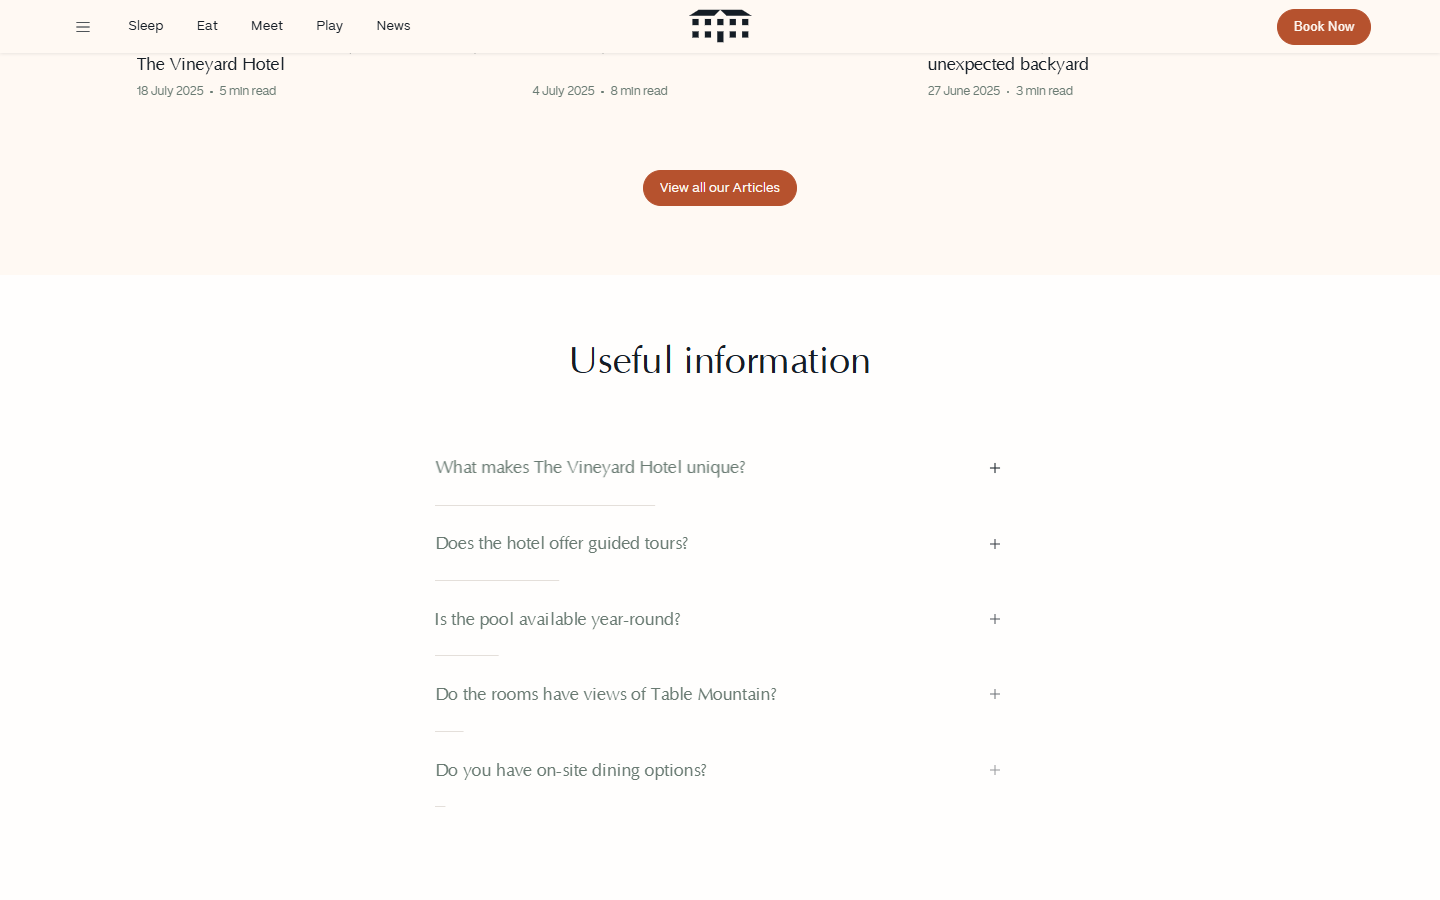 Sleep Eat Meet Play News Book Now
The Vineyard Hotel
unexpected backyard
18 July 2025 • 5 min read
4 July 2025 • 8 min read
27 June 2025 • 3 min read
View all our Articles
Useful information
What makes The Vineyard Hotel unique?
Does the hotel offer guided tours?
Is the pool available year-round?
Do the rooms have views of Table Mountain?
Do you have on-site dining options?